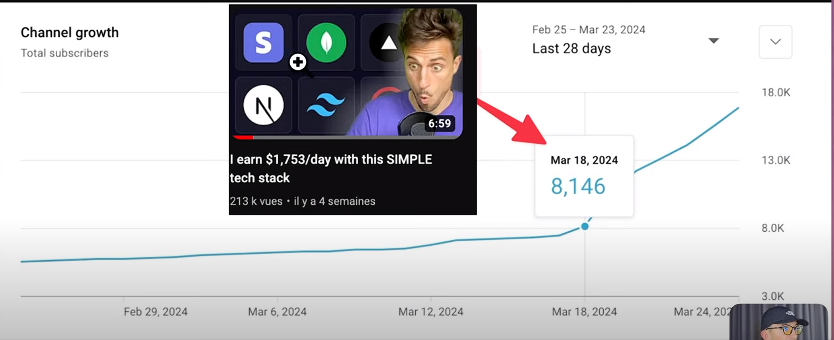 Channel growth
Total subscribers
S
N
6:59
I earn $1,753/day with this SIMPLE
tech stack
213 k vues • il y a 4 semaines
Feb 25 – Mar 23, 2024
Last 28 days
18.0K
13.0K
8.0K
3.0K
Mar 18, 2024
8,146
Feb 29, 2024
Mar 6, 2024
Mar 12, 2024
Mar 18, 2024
Mar 24, 202